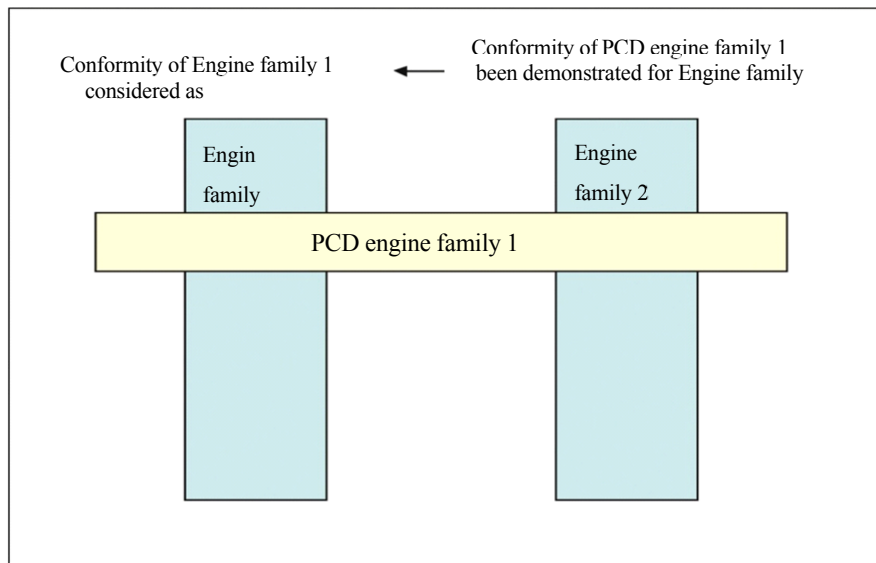 Conformity of Engine family 1
considered as
Conformity of PCD engine family 1
been demonstrated for Engine family
Engin
family
Engine
family 2
PCD engine family 1